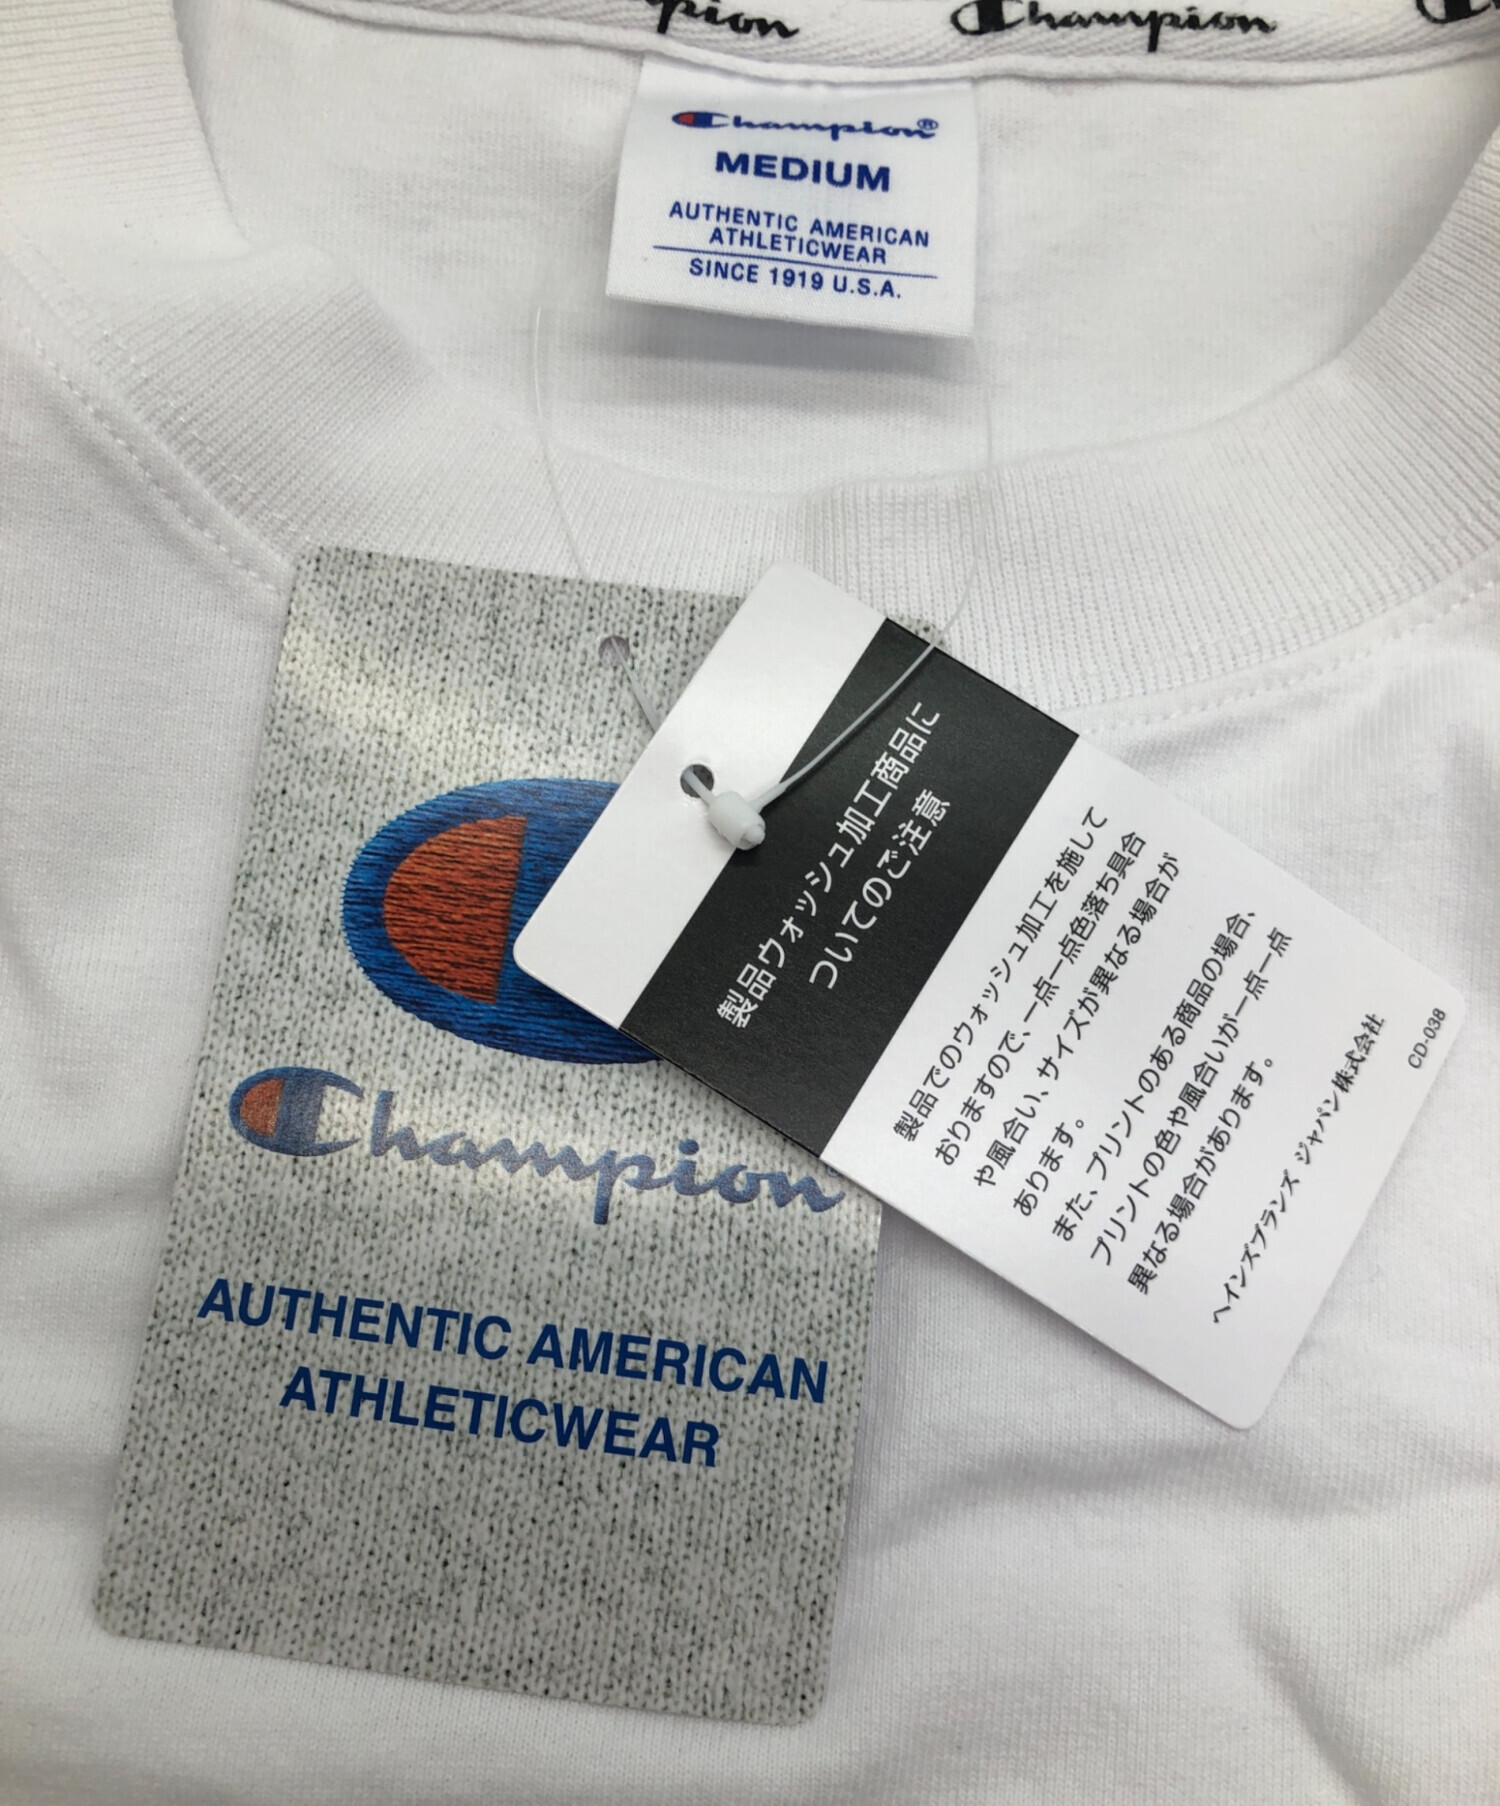 pion
Champion
Champion®
MEDIUM
AUTHENTIC AMERICAN
ATHLETICWEAR
SINCE 1919 U.S.A.
Champion
AUTHENTIC AMERICAN
ATHLETICWEAR
製品ウォッシュ加工商品に
ついてのご注意
製品でのウォッシュ加工を施して
おりますので、一点一点色落ち具合
や風合い、サイズが異なる場合が
あります。
また、プリントのある商品の場合、
プリントの色や風合いが一点一点
異なる場合があります。
ヘインズブランズ ジャパン株式会社
CD-038